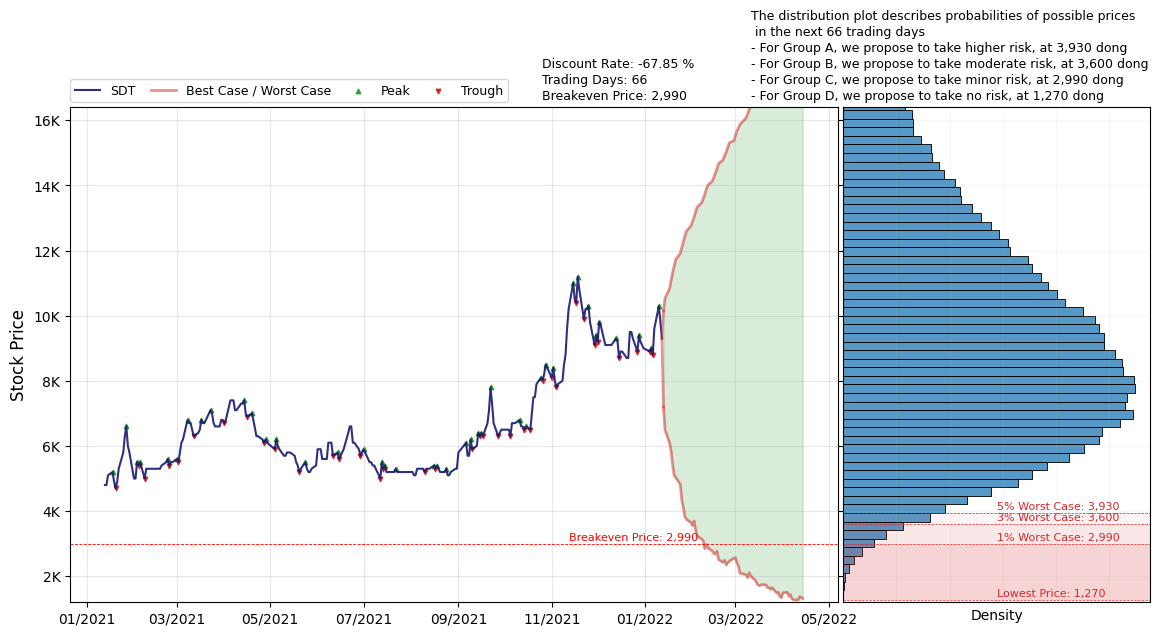 The distribution plot describes probabilities of possible prices
in the next 66 trading days
- For Group A, we propose to take higher risk, at 3,930 dong
- For Group B, we propose to take moderate risk, at 3,600 dong
- For Group C, we propose to take minor risk, at 2,990 dong
- For Group D, we propose to take no risk, at 1,270 dong
Discount Rate: -67.85 %
Trading Days: 66
Breakeven Price: 2,990
SDT
Best Case / Worst Case
Peak
Trough
Stock Price
16K
14K
12K
10K
8K
6K
4K
2K
Breakeven Price: 2,990
5% Worst Case: 3,930
3% Worst Case: 3,600
1% Worst Case: 2,990
Lowest Price: 1,270
01/2021
03/2021
05/2021
07/2021
09/2021
11/2021
01/2022
03/2022
05/2022
Density